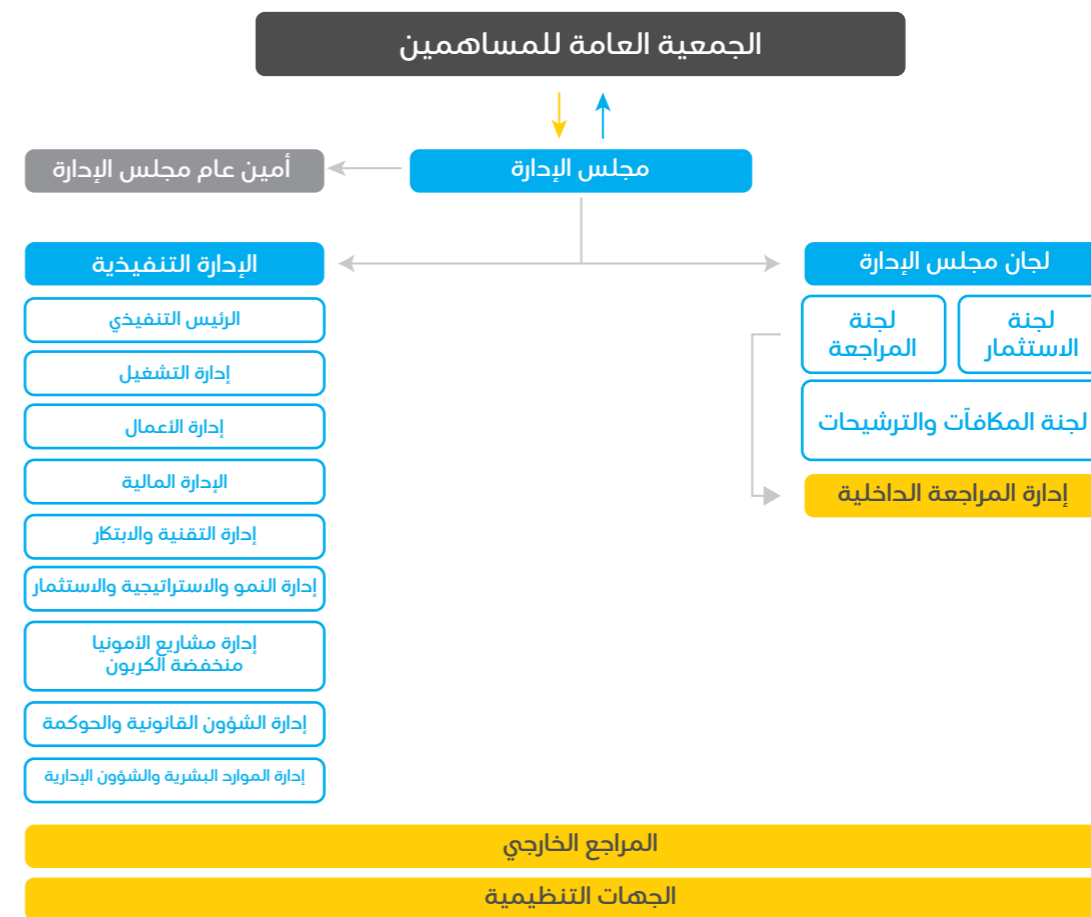 الجمعية العامة للمساهمين
مجلس الإدارة
أمين عام مجلس الإدارة
لجان مجلس الإدارة
لجنة
الاستثمار
لجنة
المراجعة
لجنة المكافآت والترشيحات
إدارة المراجعة الداخلية
الإدارة التنفيذية
الرئيس التنفيذي
إدارة التشغيل
إدارة الأعمال
الإدارة المالية
إدارة التقنية والابتكار
إدارة النمو والاستراتيجية والاستثمار
إدارة مشاريع الأمونيا
منخفضة الكربون
إدارة الشؤون القانونية والحوكمة
إدارة الموارد البشرية والشؤون الإدارية
المراجع الخارجي
الجهات التنظيمية